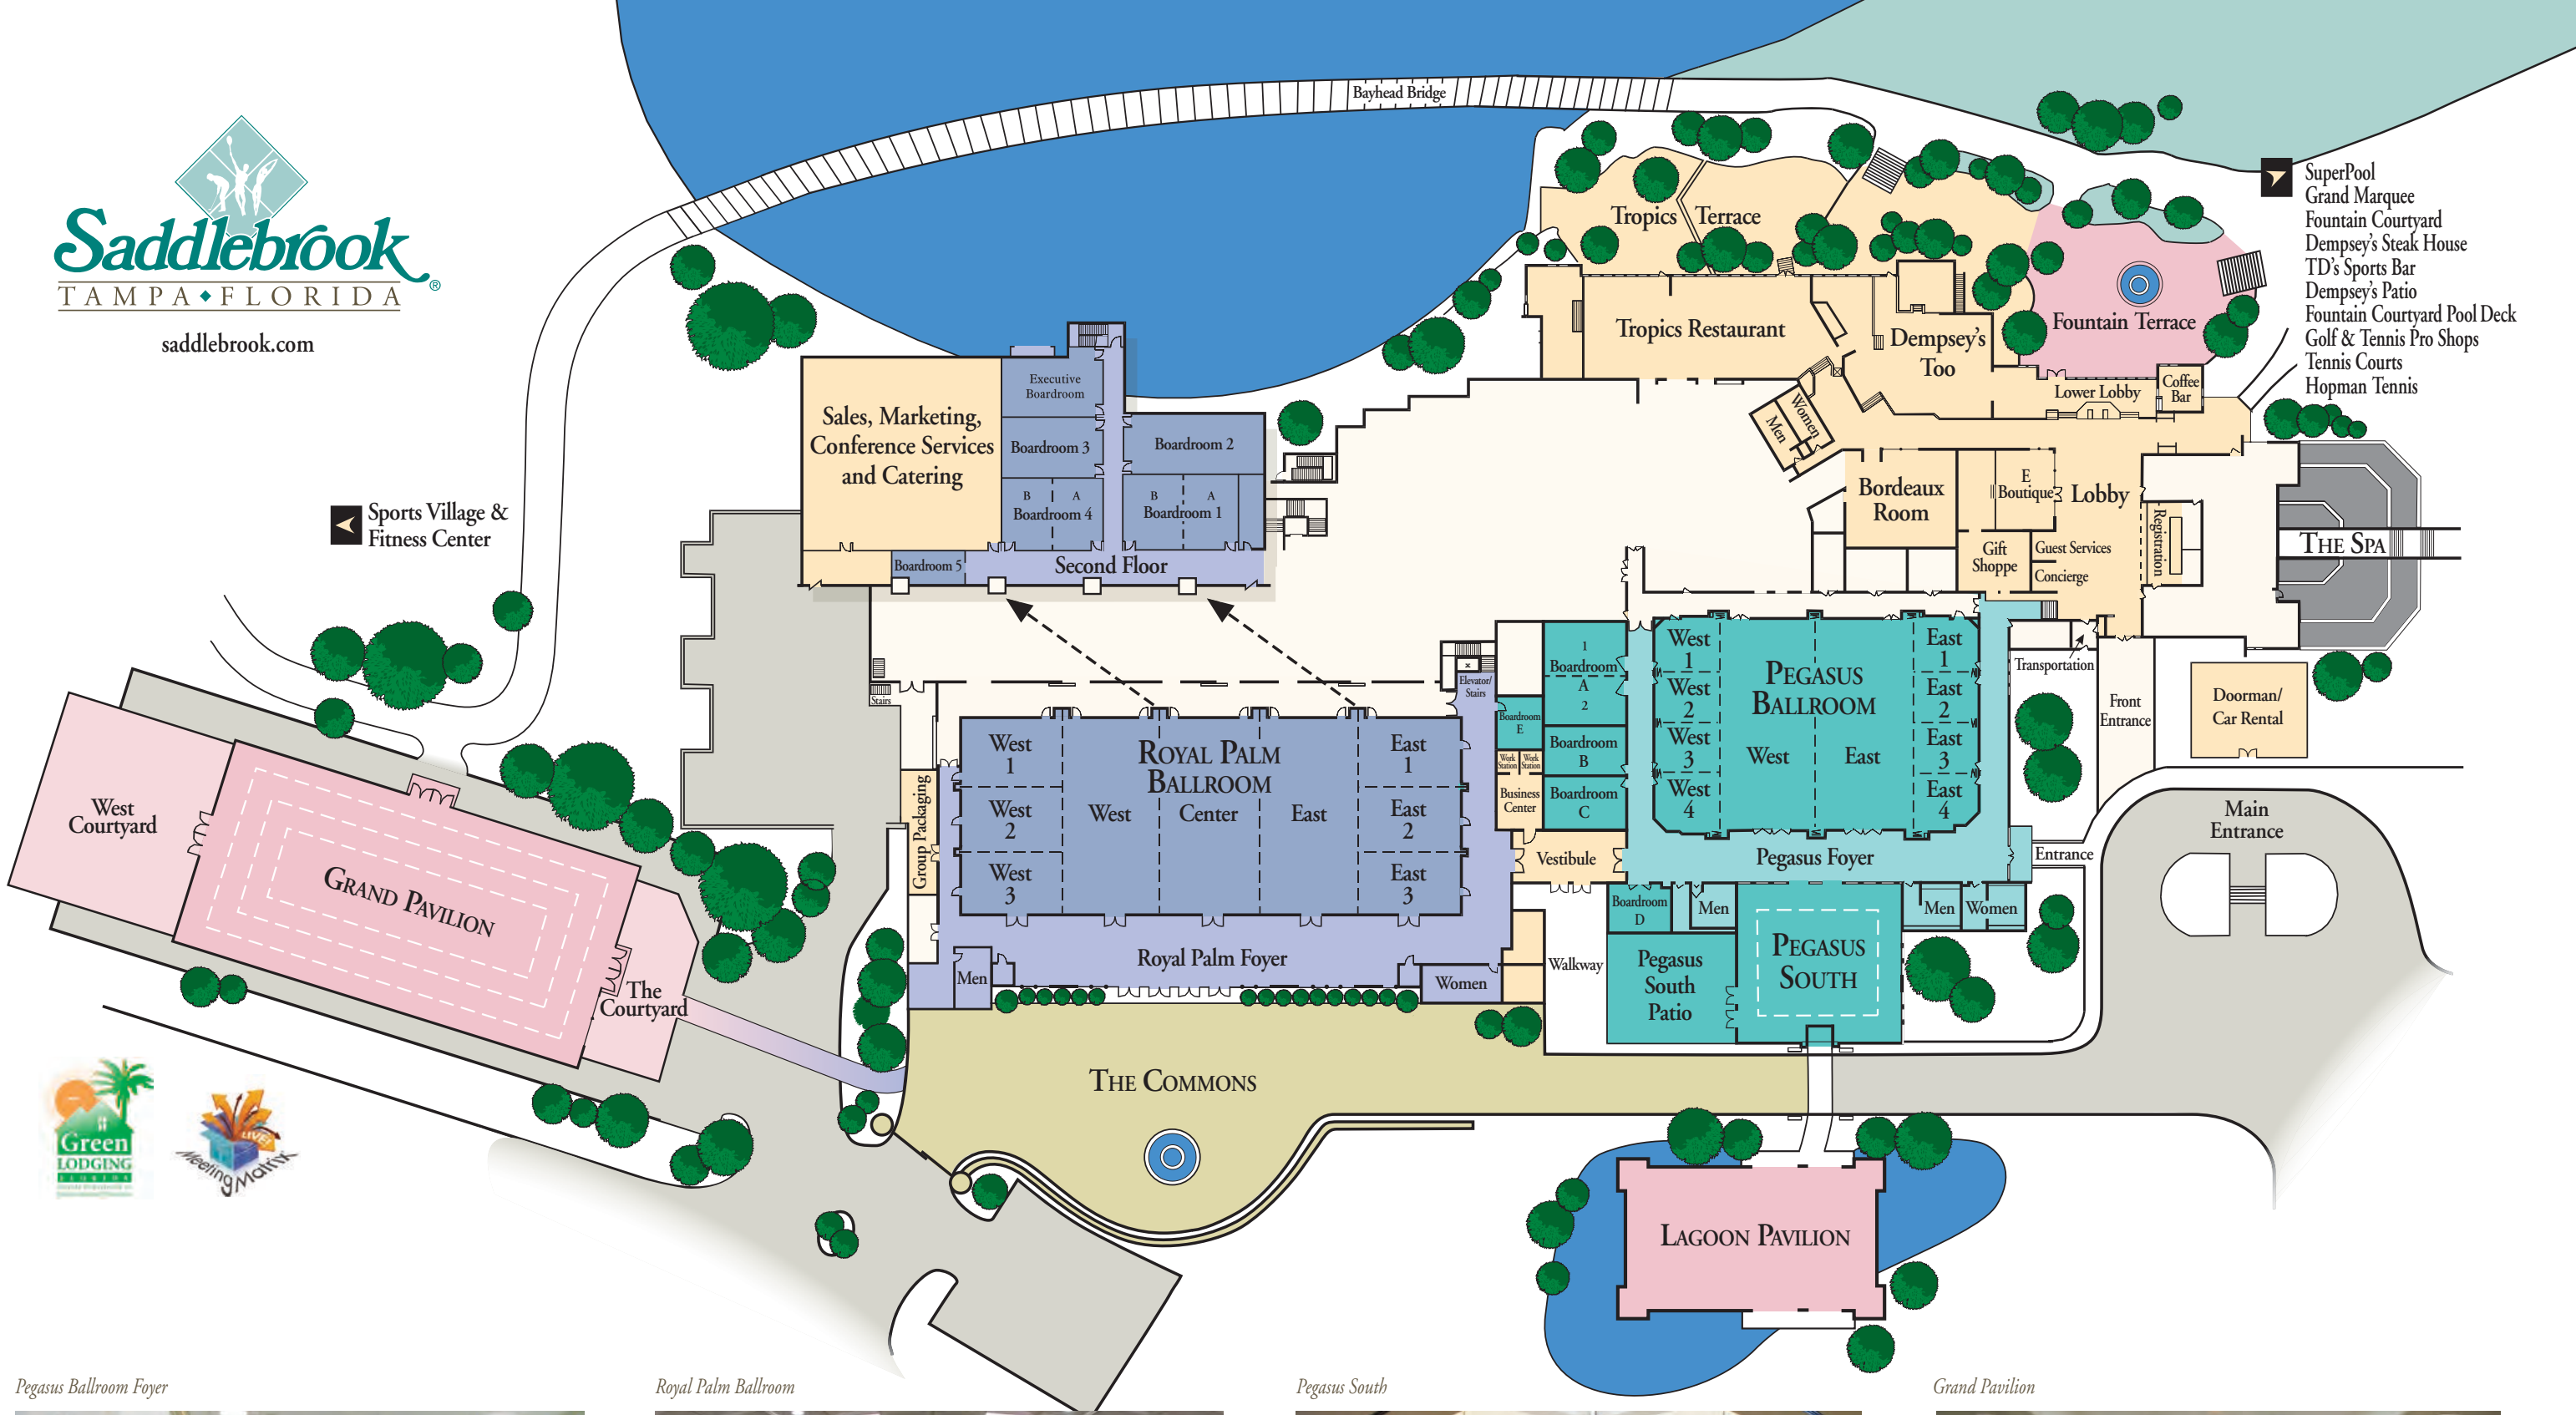 Bayhead Bridge
Saddlebrook®
TAMPA ◆ FLORIDA
saddlebrook.com
SuperPool
Grand Marquee
Fountain Courtyard
Dempsey's Steak House
TD's Sports Bar
Dempsey's Patio
Fountain Courtyard Pool Deck
Golf & Tennis Pro Shops
Tennis Courts
Hopman Tennis
Tropics Terrace
Fountain Terrace
Tropics Restaurant
Dempsey's
Too
Lower Lobby
Coffee
Bar
Women
Men
Bordeaux
Room
E
Boutique
Lobby
Registration
Gift
Shoppe
Guest Services
Concierge
THE SPA
Sales, Marketing,
Conference Services
and Catering
Executive
Boardroom
Boardroom 3
Boardroom 2
B A
Boardroom 4
B A
Boardroom 1
Boardroom 5
Second Floor
Sports Village &
Fitness Center
Transportation
Front
Entrance
Doorman/
Car Rental
Main
Entrance
Entrance
Stairs
Elevator/
Stairs
1
Boardroom
A
2
Boardroom
E
Boardroom
B
Work
Station
Work
Station
Business
Center
Boardroom
C
Vestibule
PEGASUS
BALLROOM
West
1
West
2
West
3
West
4
West
East
East
1
East
2
East
3
East
4
Pegasus Foyer
Boardroom
D
Men
Men
Women
PEGASUS
SOUTH
Pegasus
South
Patio
Walkway
ROYAL PALM
BALLROOM
West
1
West
2
West
3
West
Center
East
East
1
East
2
East
3
Group Packaging
Royal Palm Foyer
Men
Women
West
Courtyard
GRAND PAVILION
The
Courtyard
THE COMMONS
LAGOON PAVILION
Green
LODGING
FLORIDA
LIVE!
MeetingMatrix
Pegasus Ballroom Foyer
Royal Palm Ballroom
Pegasus South
Grand Pavilion